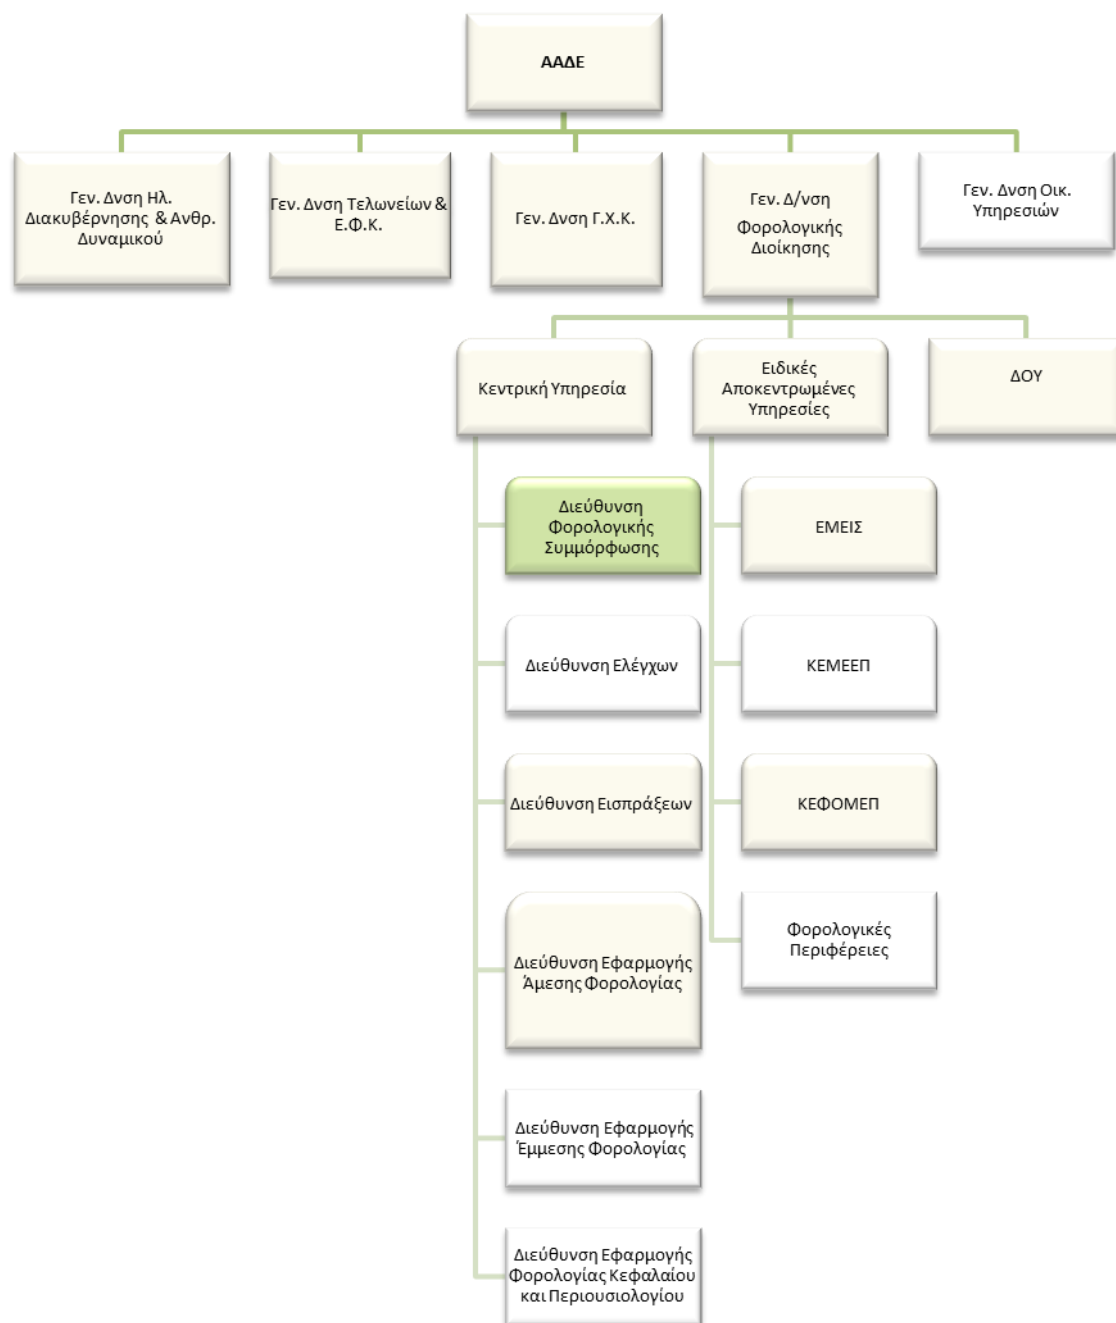 ΑΑΔΕ
Γεν. Δνση Ηλ.
Διακυβέρνησης & Ανθρ.
Δυναμικού
Γεν. Δνση Τελωνείων &
Ε.Φ.Κ.
Γεν. Δνση Γ.Χ.Κ.
Γεν. Δ/νση
Φορολογικής
Διοίκησης
Γεν. Δνση Οικ.
Υπηρεσιών
Κεντρική Υπηρεσία
Ειδικές
Αποκεντρωμένες
Υπηρεσίες
ΔΟΥ
Διεύθυνση
Φορολογικής
Συμμόρφωσης
ΕΜΕΙΣ
Διεύθυνση Ελέγχων
ΚΕΜΕΕΠ
Διεύθυνση Εισπράξεων
ΚΕΦΟΜΕΠ
Διεύθυνση Εφαρμογής
Άμεσης Φορολογίας
Φορολογικές
Περιφέρειες
Διεύθυνση Εφαρμογής
Έμμεσης Φορολογίας
Διεύθυνση Εφαρμογής
Φορολογίας Κεφαλαίου
και Περιουσιολογίου